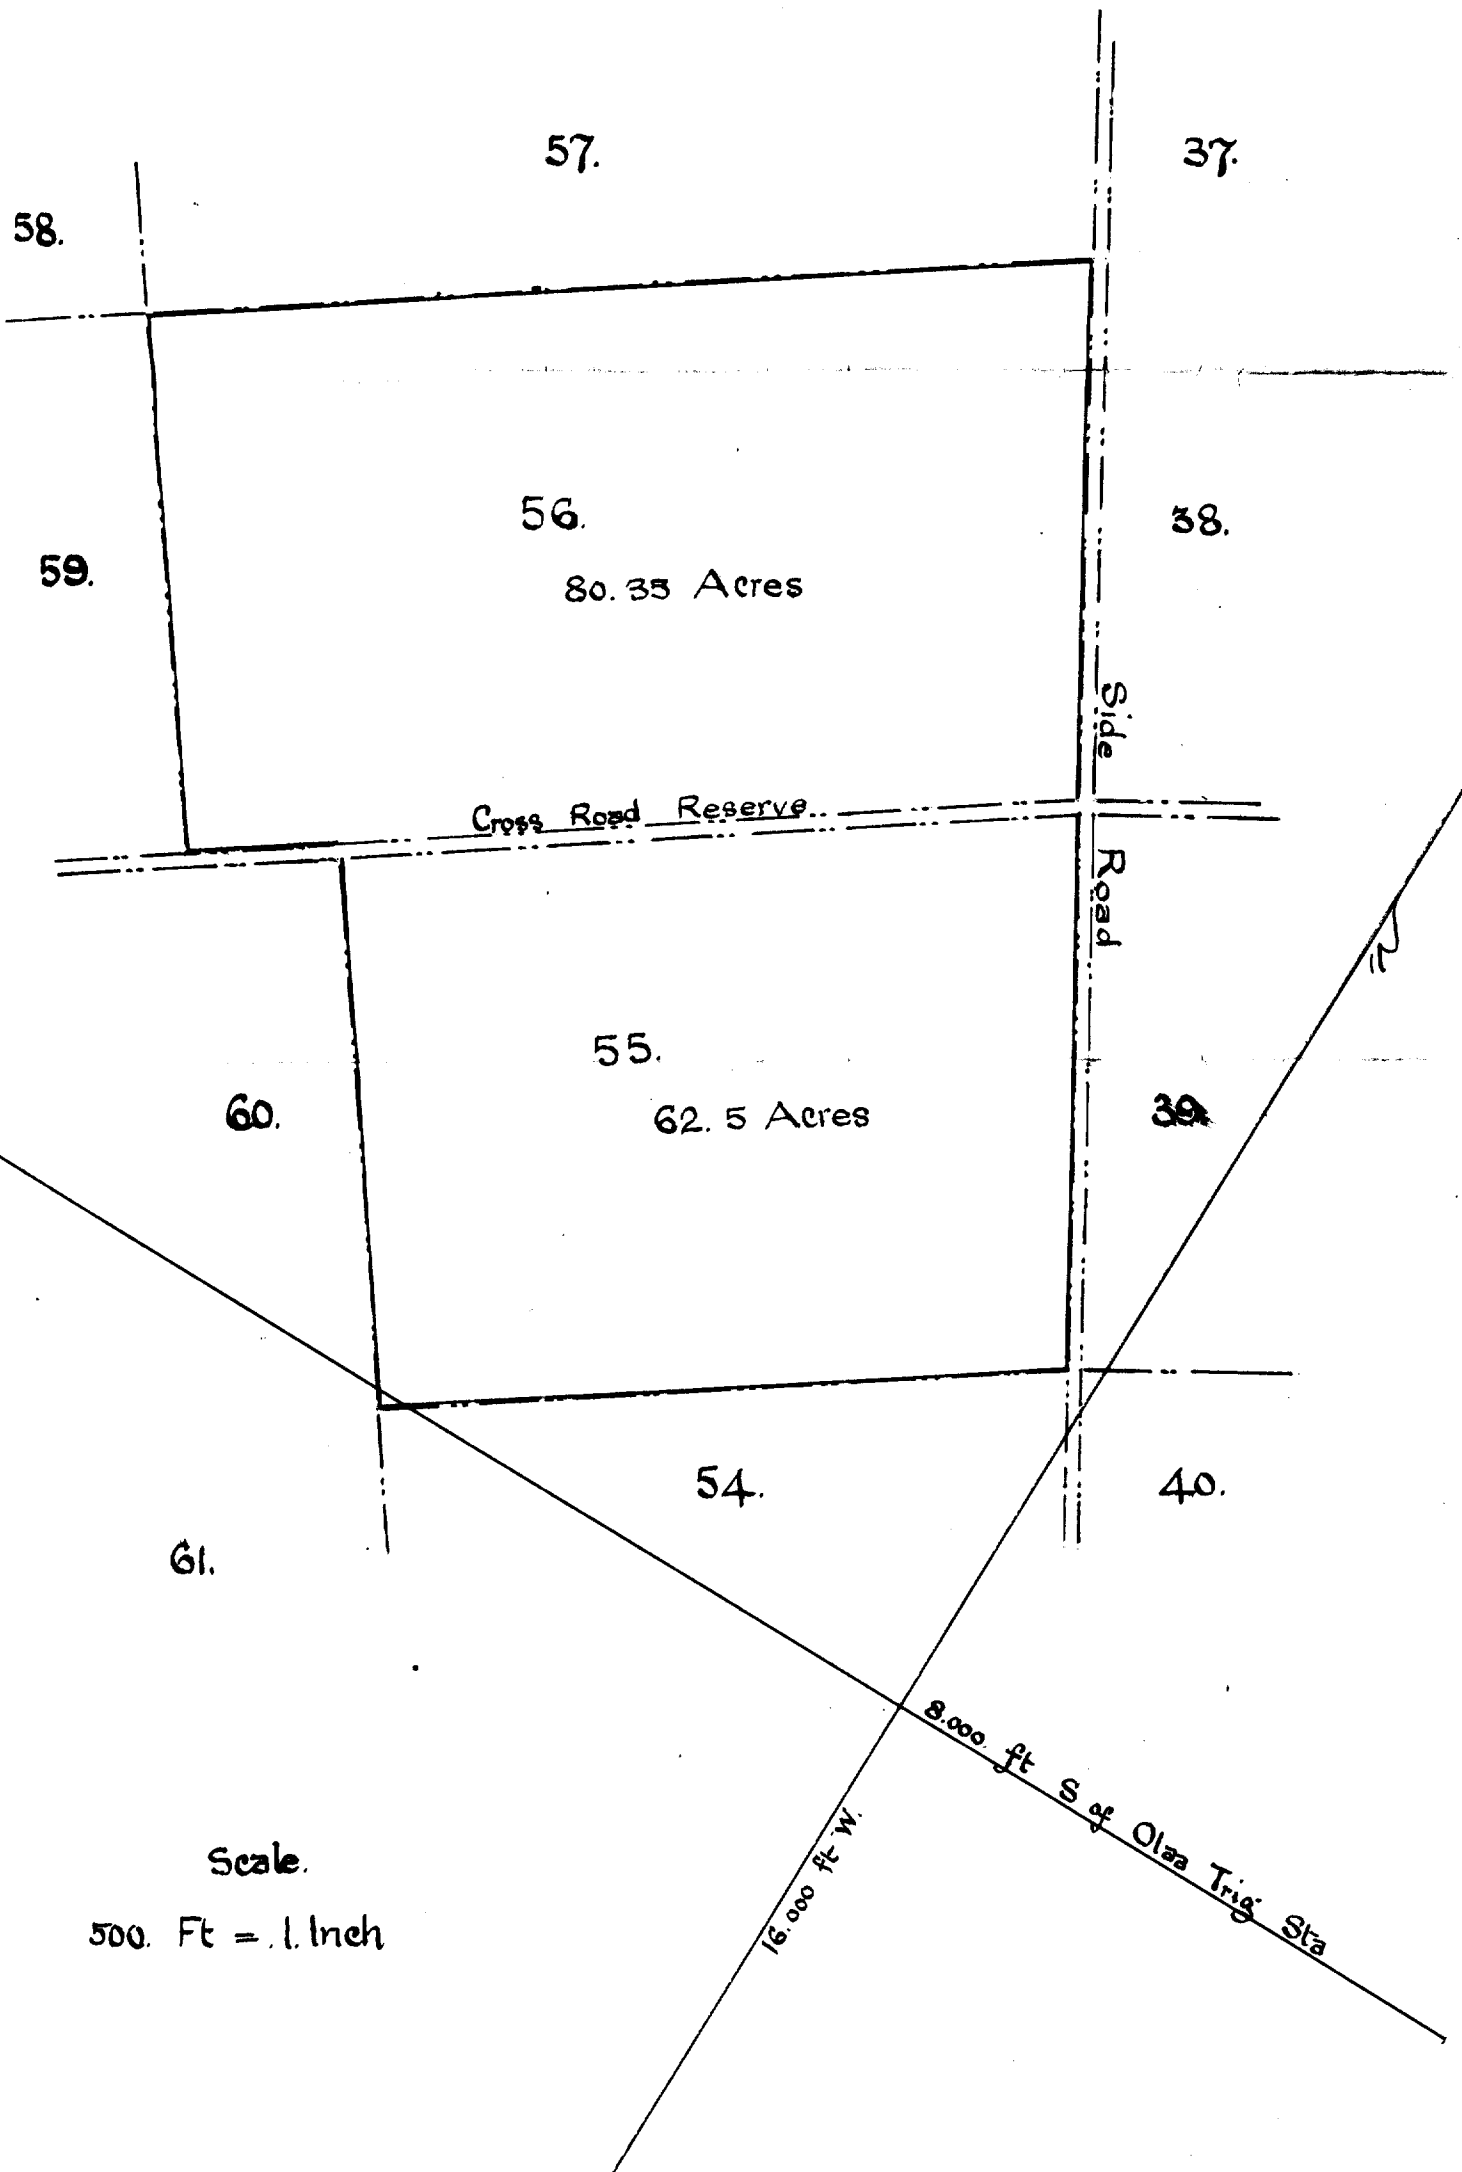 57.
37.
58.
56.
38.
59.
80.35 Acres
Side Road
Cross Road Reserve
55.
60.
62.5 Acres
39
54.
40.
61.
8.000 ft S of Olaa Trig Sta
16.000 ft W.
Scale.
500. Ft = .1. Inch